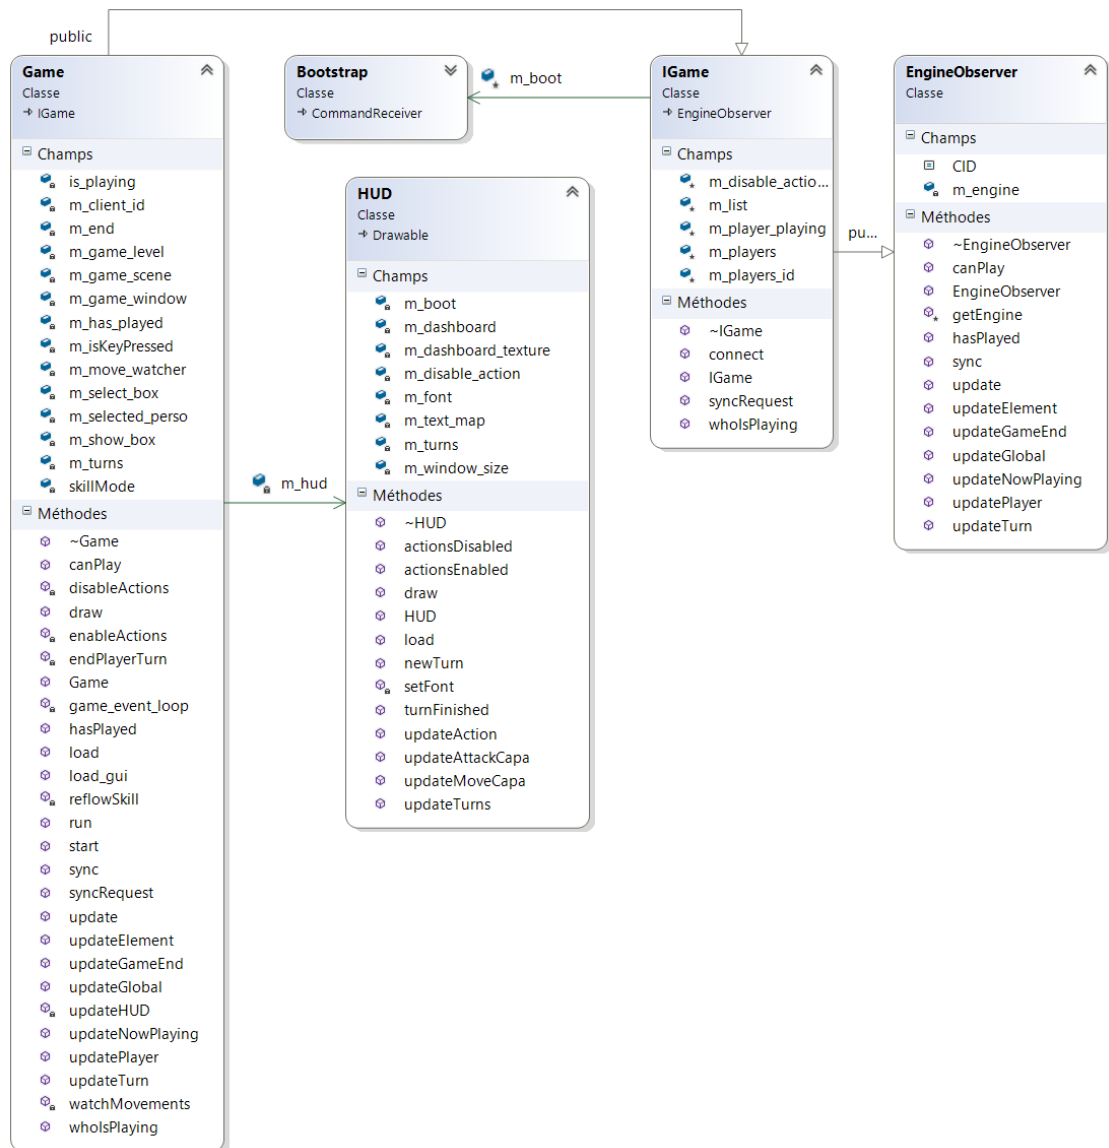 public
Game
Classe
IGame
Champs
is_playing
m_client_id
m_end
m_game_level
m_game_scene
m_game_window
m_has_played
m_isKeyPressed
m_move_watcher
m_select_box
m_selected_perso
m_show_box
m_turns
skillMode
Méthodes
~Game
canPlay
disableActions
draw
enableActions
endPlayerTurn
Game
game_event_loop
hasPlayed
load
load_gui
reflowSkill
run
start
sync
syncRequest
update
updateElement
updateGameEnd
updateGlobal
updateHUD
updateNowPlaying
updatePlayer
updateTurn
watchMovements
whoIsPlaying
m_hud
Bootstrap
Classe
CommandReceiver
m_boot
HUD
Classe
Drawable
Champs
m_boot
m_dashboard
m_dashboard_texture
m_disable_action
m_font
m_text_map
m_turns
m_window_size
Méthodes
~HUD
actionsDisabled
actionsEnabled
draw
HUD
load
newTurn
setFont
turnFinished
updateAction
updateAttackCapa
updateMoveCapa
updateTurns
IGame
Classe
EngineObserver
Champs
m_disable_actio...
m_list
m_player_playing
m_players
m_players_id
Méthodes
~IGame
connect
IGame
syncRequest
whoIsPlaying
pu...
EngineObserver
Classe
Champs
CID
m_engine
Méthodes
~EngineObserver
canPlay
EngineObserver
getEngine
hasPlayed
sync
update
updateElement
updateGameEnd
updateGlobal
updateNowPlaying
updatePlayer
updateTurn